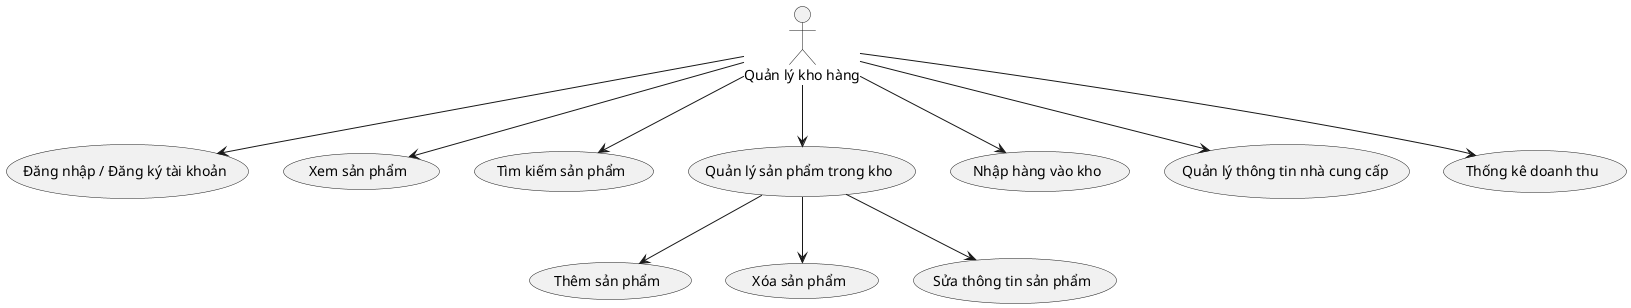 Quản lý kho hàng
Đăng nhập / Đăng ký tài khoản
Xem sản phẩm
Tìm kiếm sản phẩm
Quản lý sản phẩm trong kho
Nhập hàng vào kho
Quản lý thông tin nhà cung cấp
Thống kê doanh thu
Thêm sản phẩm
Xóa sản phẩm
Sửa thông tin sản phẩm